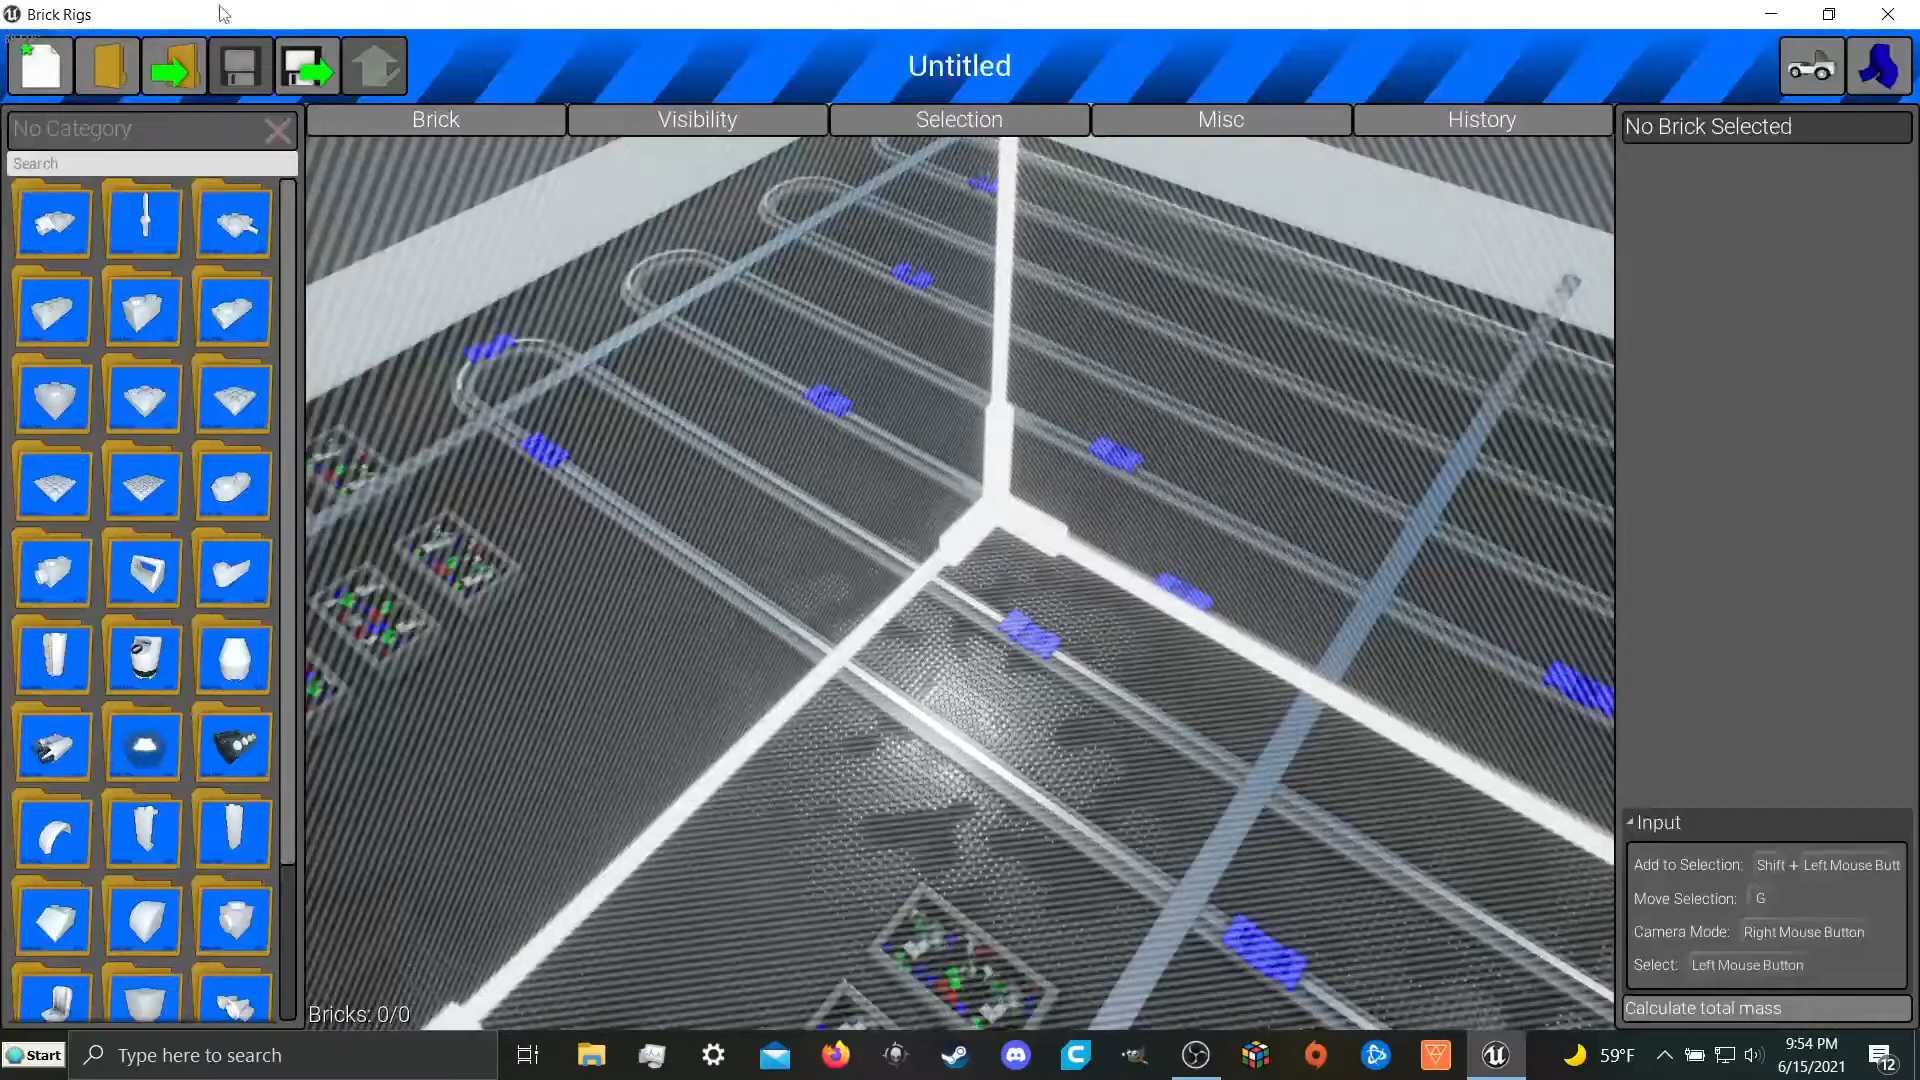 Brick Rigs
Untitled
No Category
Search
Brick
Visibility
Selection
Misc
History
No Brick Selected
Input
Add to Selection: Shift + Left Mouse Butt
Move Selection: G
Camera Mode: Right Mouse Button
Select: Left Mouse Button
Calculate total mass
Bricks: 0/0
Start
Type here to search
59°F
9:54 PM
6/15/2021
12